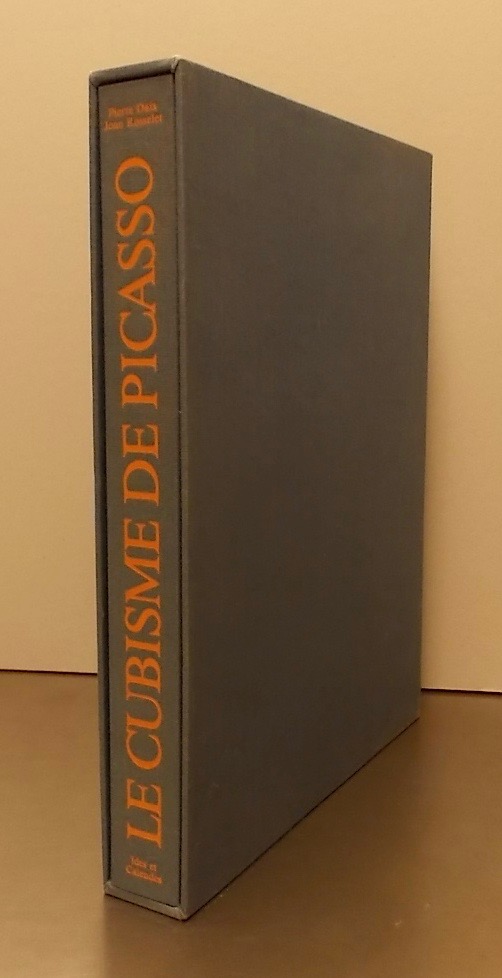 Pierre Daix
Joan Rosselet
LE CUBISME DE PICASSO
Ides et
Calendes